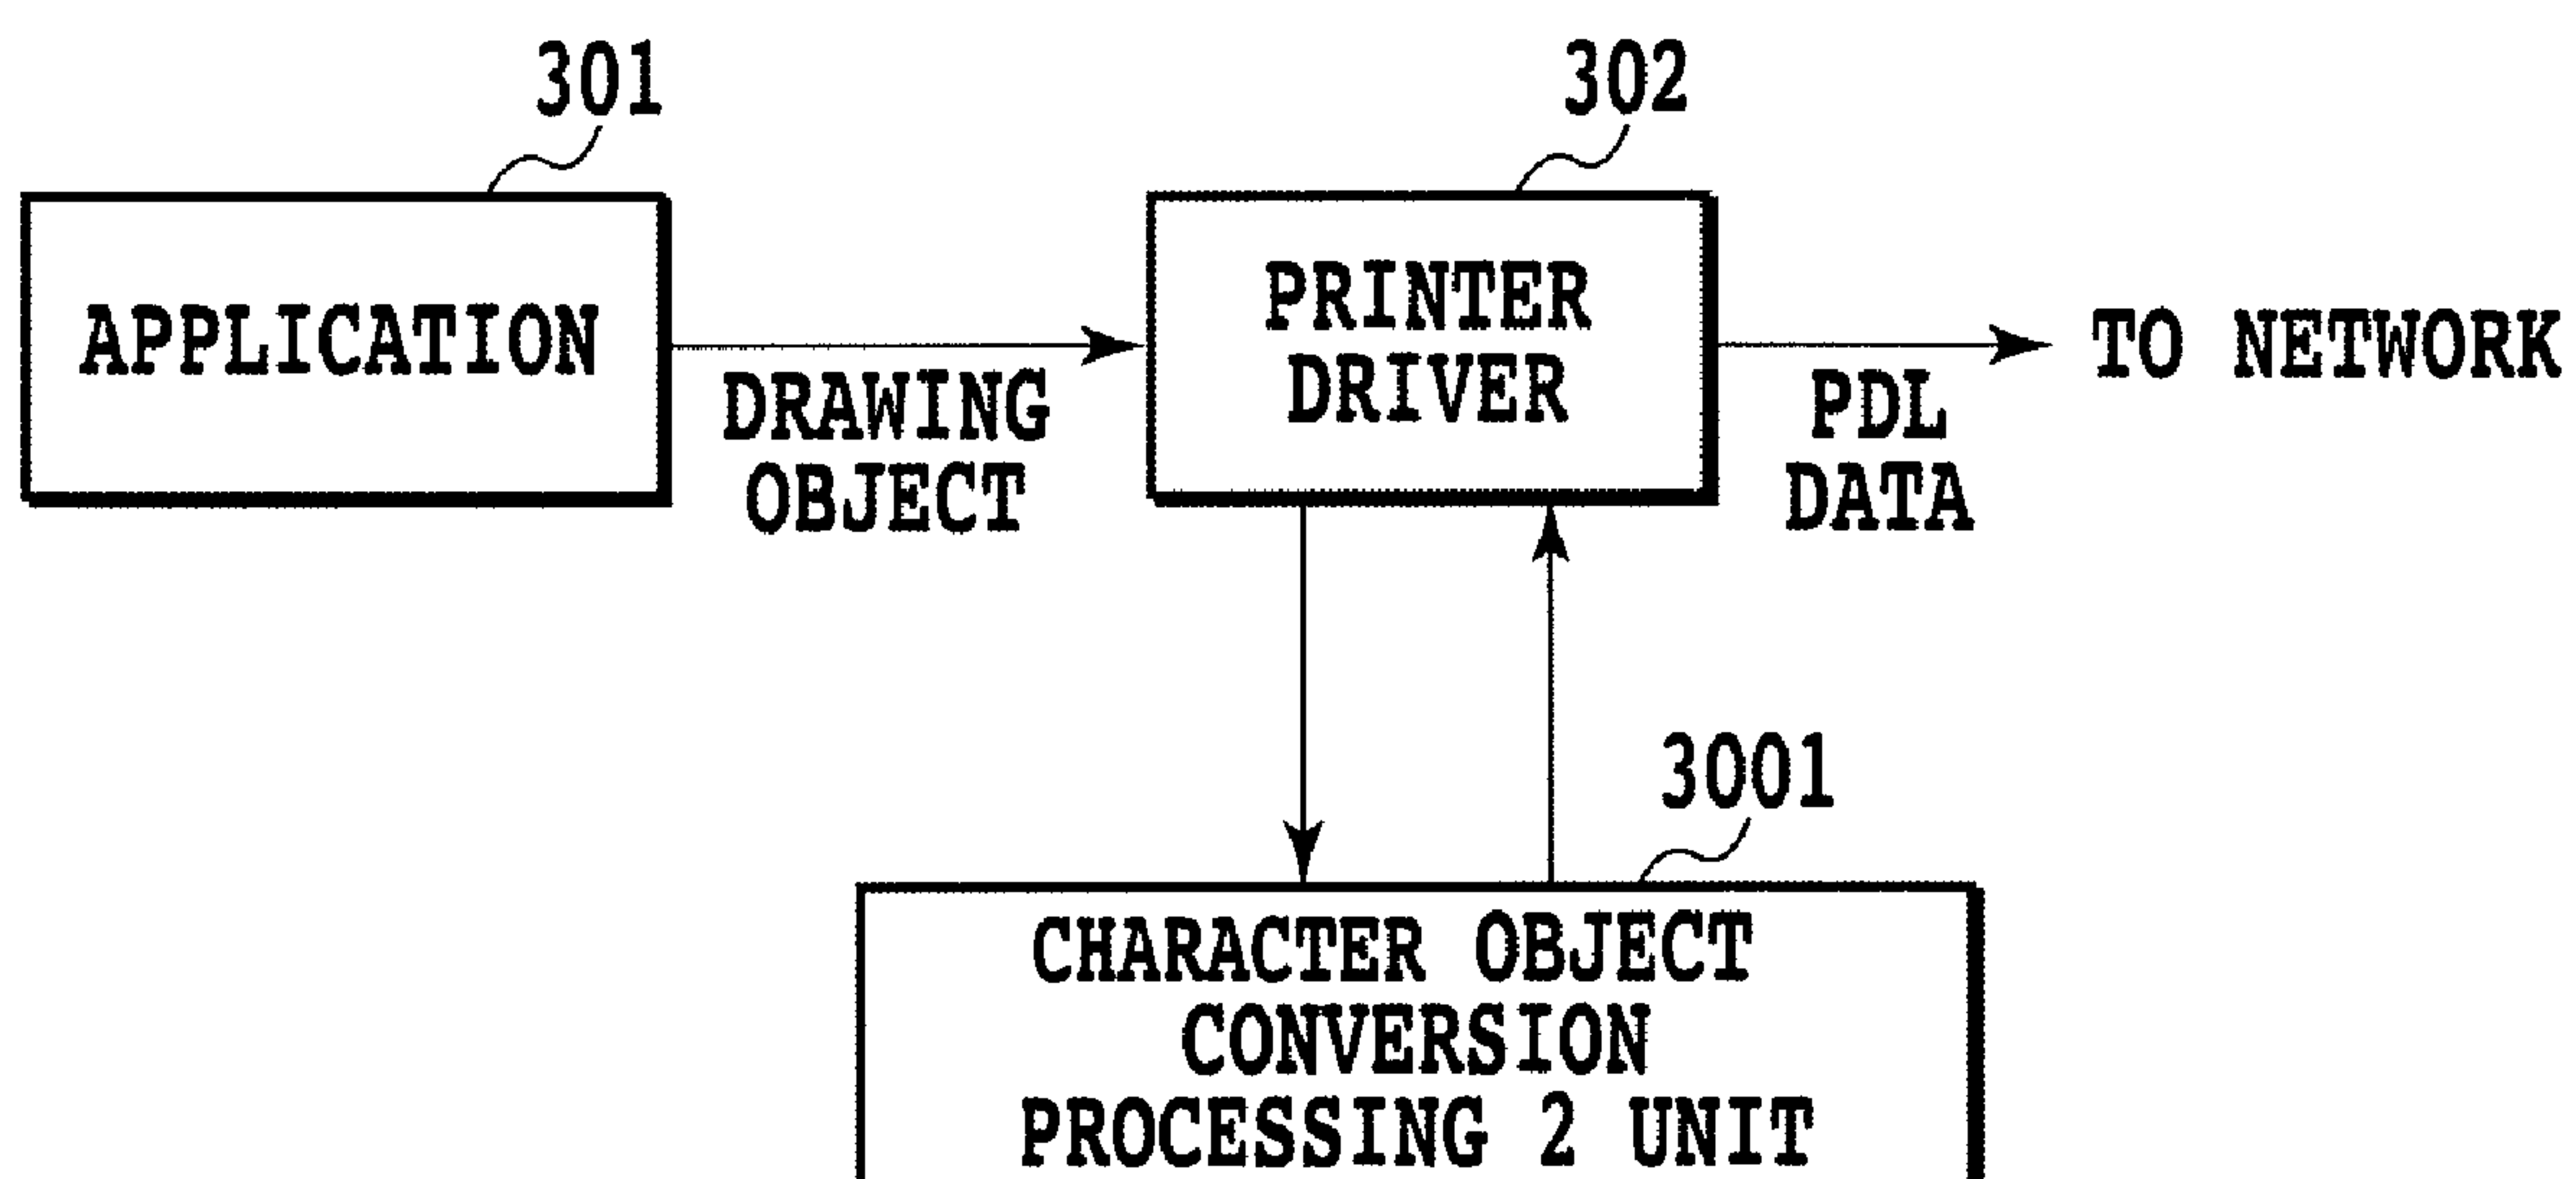 301
302
APPLICATION
PRINTER
DRIVER
TO NETWORK
DRAWING
OBJECT
PDL
DATA
3001
CHARACTER OBJECT
CONVERSION
PROCESSING 2 UNIT